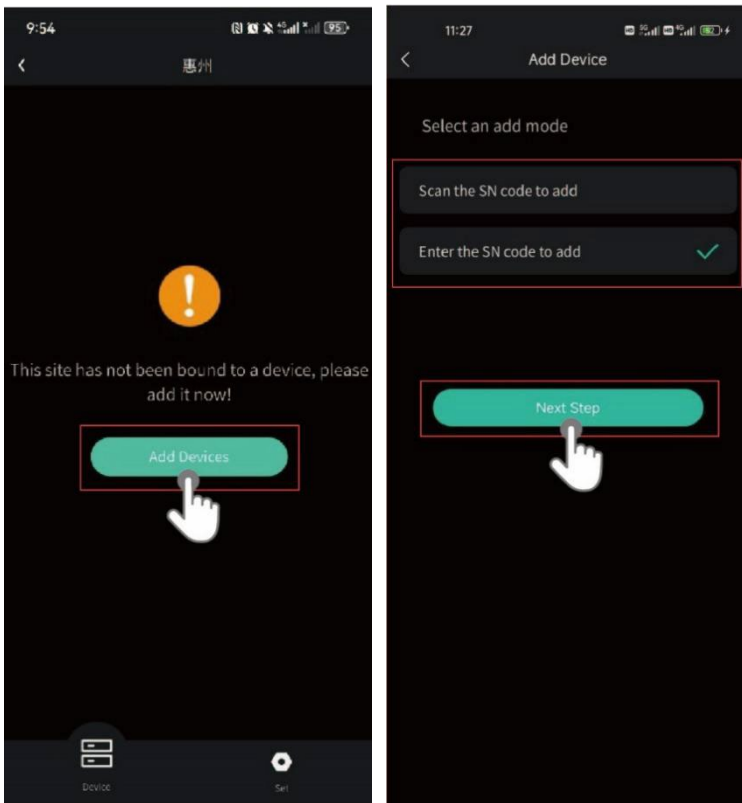 9:54
95
惠州
This site has not been bound to a device, please
add it now!
Add Devices
Device
Set
11:27
Add Device
Select an add mode
Scan the SN code to add
Enter the SN code to add
Next Step